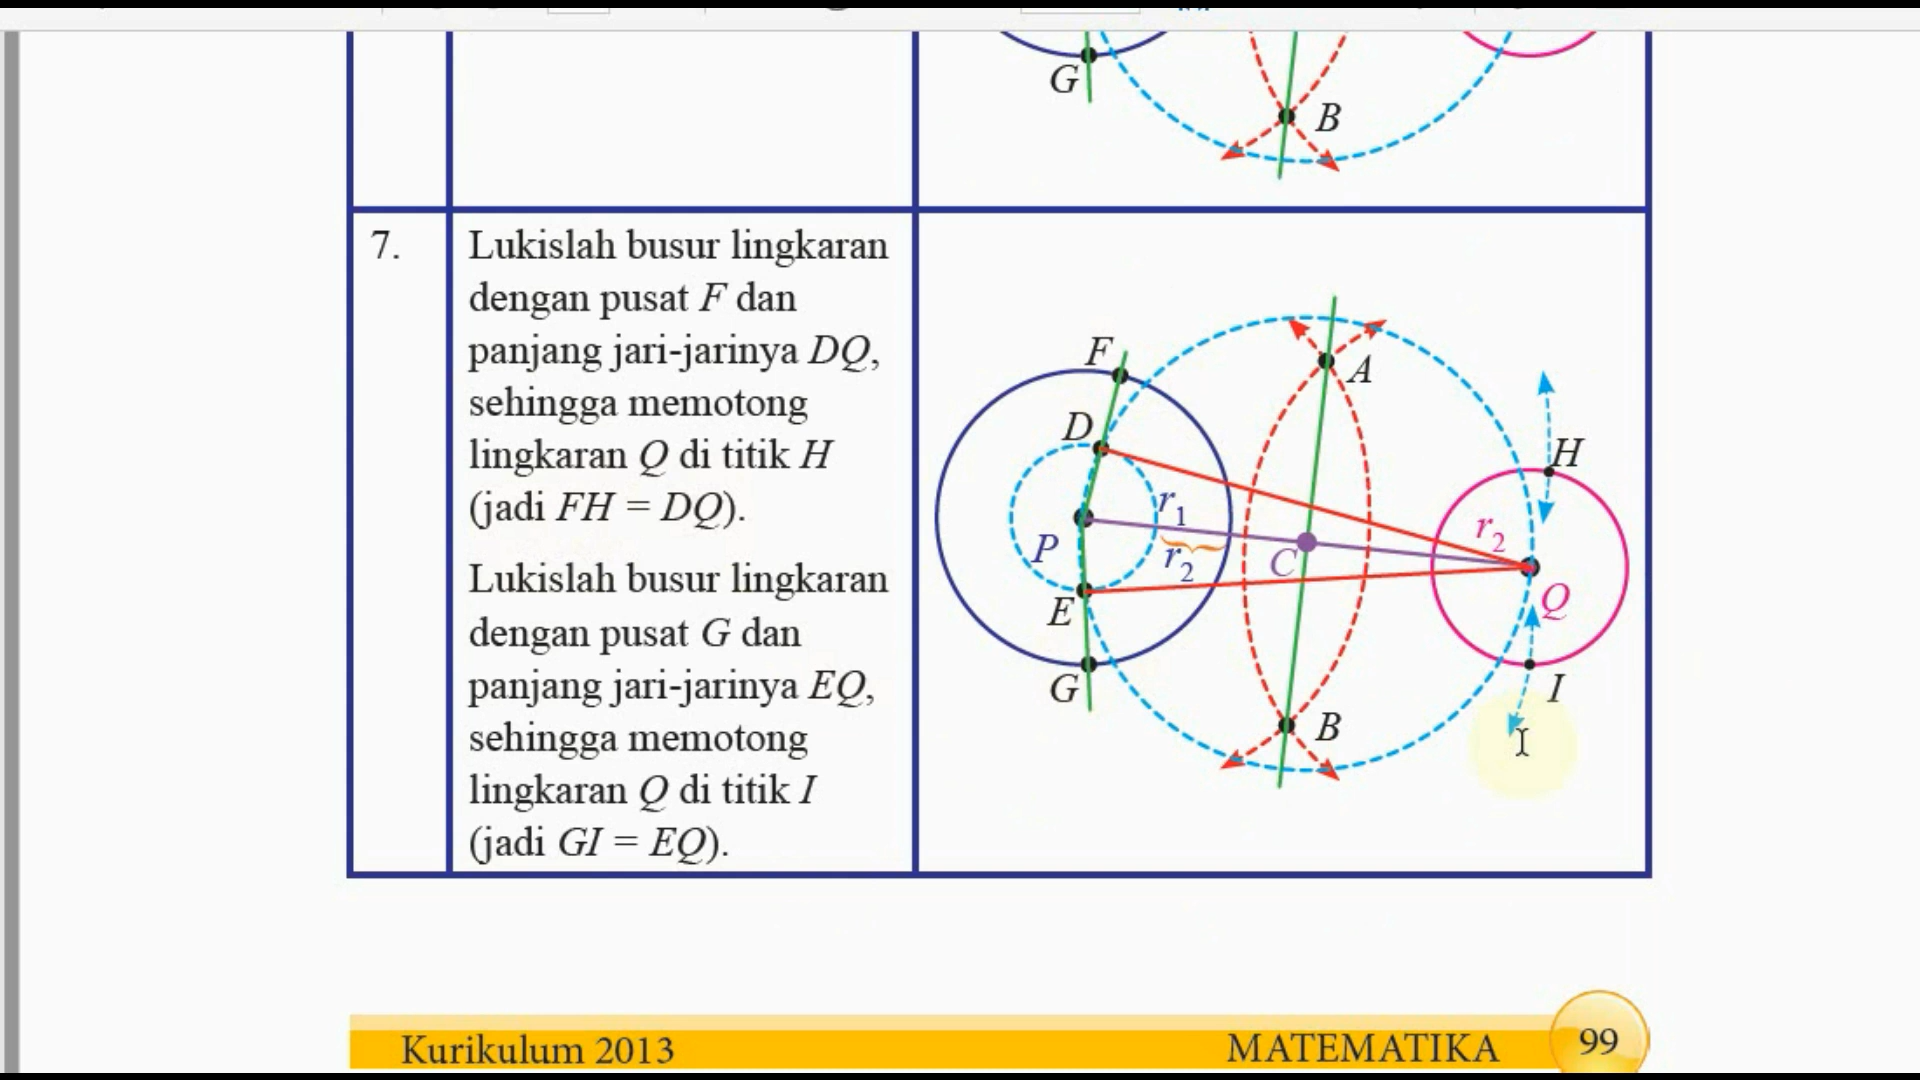 G
B
7.
Lukislah busur lingkaran
dengan pusat F dan
panjang jari-jarinya DQ,
sehingga memotong
lingkaran Q di titik H
(jadi FH = DQ).
Lukislah busur lingkaran
dengan pusat G dan
panjang jari-jarinya EQ,
sehingga memotong
lingkaran Q di titik I
(jadi GI = EQ).
F
A
D
H
r1
r2
P
r2
C
Q
E
G
I
B
Kurikulum 2013
MATEMATIKA
99